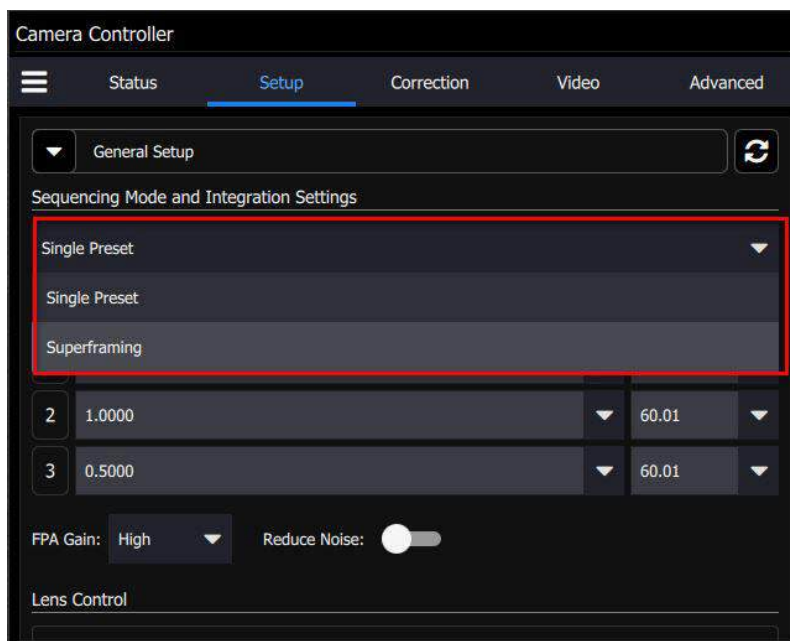 Camera Controller
Status Setup Correction Video Advanced
General Setup
Sequencing Mode and Integration Settings
Single Preset
Single Preset
Superframing
2 1.0000 60.01
3 0.5000 60.01
FPA Gain: High Reduce Noise:
Lens Control